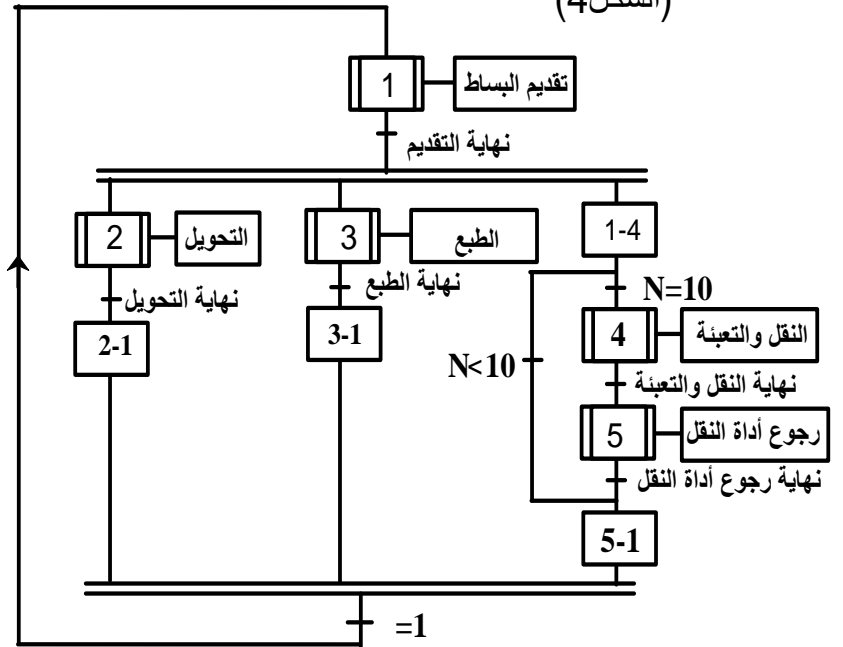 (الشكل4)
1
تقديم البساط
نهاية التقديم
2
التحويل
3
الطبع
1-4
نهاية التحويل
نهاية الطبع
N=10
2-1
3-1
4
النقل والتعبئة
N<10
نهاية النقل والتعبئة
5
رجوع أداة النقل
نهاية رجوع أداة النقل
5-1
=1